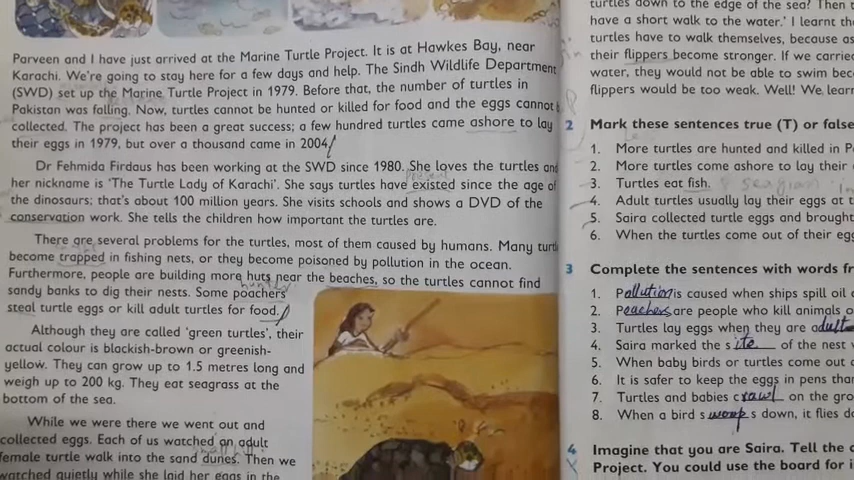 Parveen and I have just arrived at the Marine Turtle Project. It is at Hawkes Bay, near
Karachi. We're going to stay here for a few days and help. The Sindh Wildlife Department
(SWD) set up the Marine Turtle Project in 1979. Before that, the number of turtles in
Pakistan was falling. Now, turtles cannot be hunted or killed for food and the eggs cannot
collected. The project has been a great success; a few hundred turtles came ashore to lay
their eggs in 1979, but over a thousand came in 2004.
Dr Fehmida Firdaus has been working at the SWD since 1980. She loves the turtles and
her nickname is 'The Turtle Lady of Karachi'. She says turtles have existed since the age of
the dinosaurs; that's about 100 million years. She visits schools and shows a DVD of the
conservation work. She tells the children how important the turtles are.
There are several problems for the turtles, most of them caused by humans. Many turt
become trapped in fishing nets, or they become poisoned by pollution in the ocean.
Furthermore, people are building more huts near the beaches, so the turtles cannot find
sandy banks to dig their nests. Some poachers
steal turtle eggs or kill adult turtles for food.
Although they are called 'green turtles', their
actual colour is blackish-brown or greenish-
yellow. They can grow up to 1.5 metres long and
weigh up to 200 kg. They eat seagrass at the
bottom of the sea.
While we were there we went out and
collected eggs. Each of us watched an adult
female turtle walk into the sand dunes. Then we
watched quietly while she laid her eggs in the
turtles down to the edge of the sea? Then t
have a short walk to the water.' I learnt the
turtles have to walk themselves, because as
their flippers become stronger. If we carried
water, they would not be able to swim bec
flippers would be too weak. Well! We learn
2 Mark these sentences true (T) or false
1. More turtles are hunted and killed in P
2. More turtles come ashore to lay their
3. Turtles eat fish.
4. Adult turtles usually lay their eggs at t
5. Saira collected turtle eggs and brought
6. When the turtles come out of their egg
3 Complete the sentences with words fr
1. Pollution is caused when ships spill oil
2. Poachers are people who kill animals o
3. Turtles lay eggs when they are adult
4. Saira marked the site of the nest
5. When baby birds or turtles come out
6. It is safer to keep the eggs in pens than
7. Turtles and babies crawl on the gro
8. When a bird swoops down, it flies do
4 Imagine that you are Saira. Tell the
Project. You could use the board for i